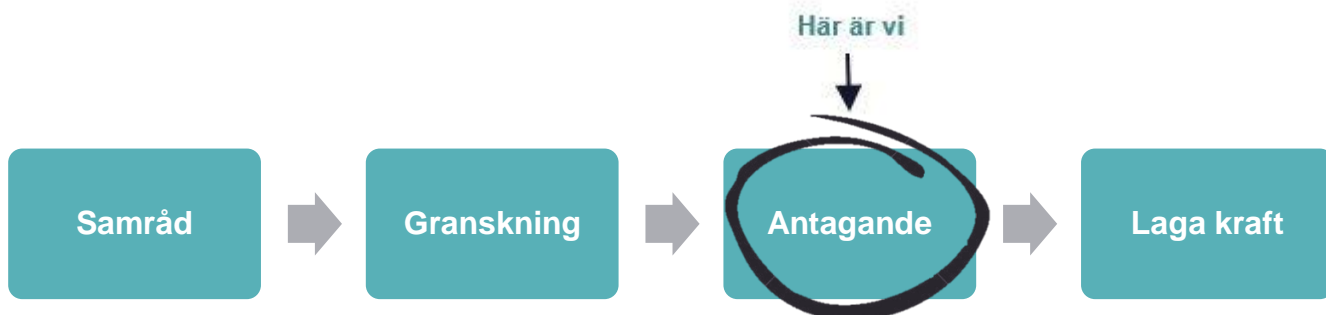 Här är vi
Samråd
Granskning
Antagande
Laga kraft